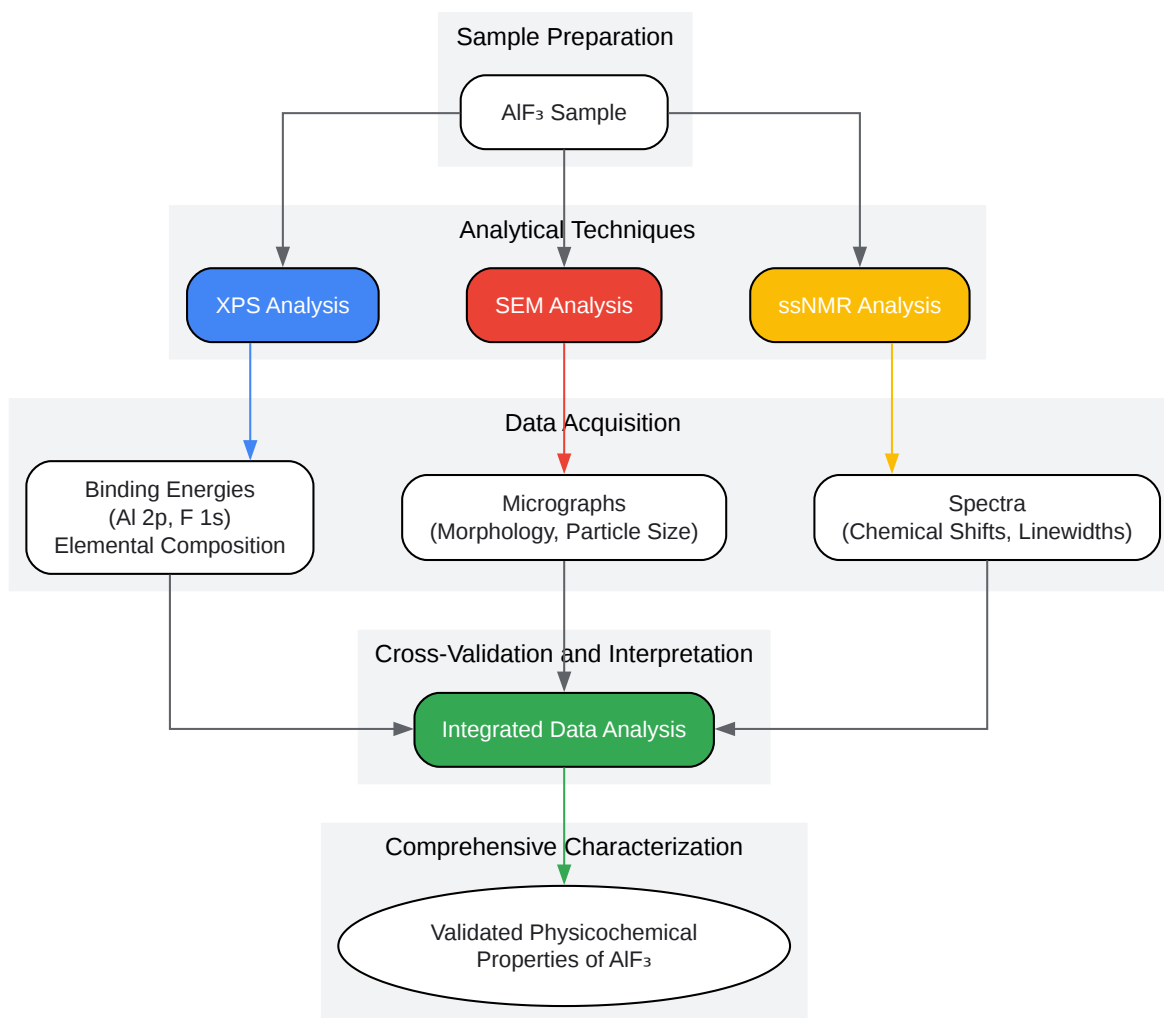 Sample Preparation
AlF₃ Sample
Analytical Techniques
XPS Analysis
SEM Analysis
ssNMR Analysis
Data Acquisition
Binding Energies
(Al 2p, F 1s)
Elemental Composition
Micrographs
(Morphology, Particle Size)
Spectra
(Chemical Shifts, Linewidths)
Cross-Validation and Interpretation
Integrated Data Analysis
Comprehensive Characterization
Validated Physicochemical
Properties of AlF₃